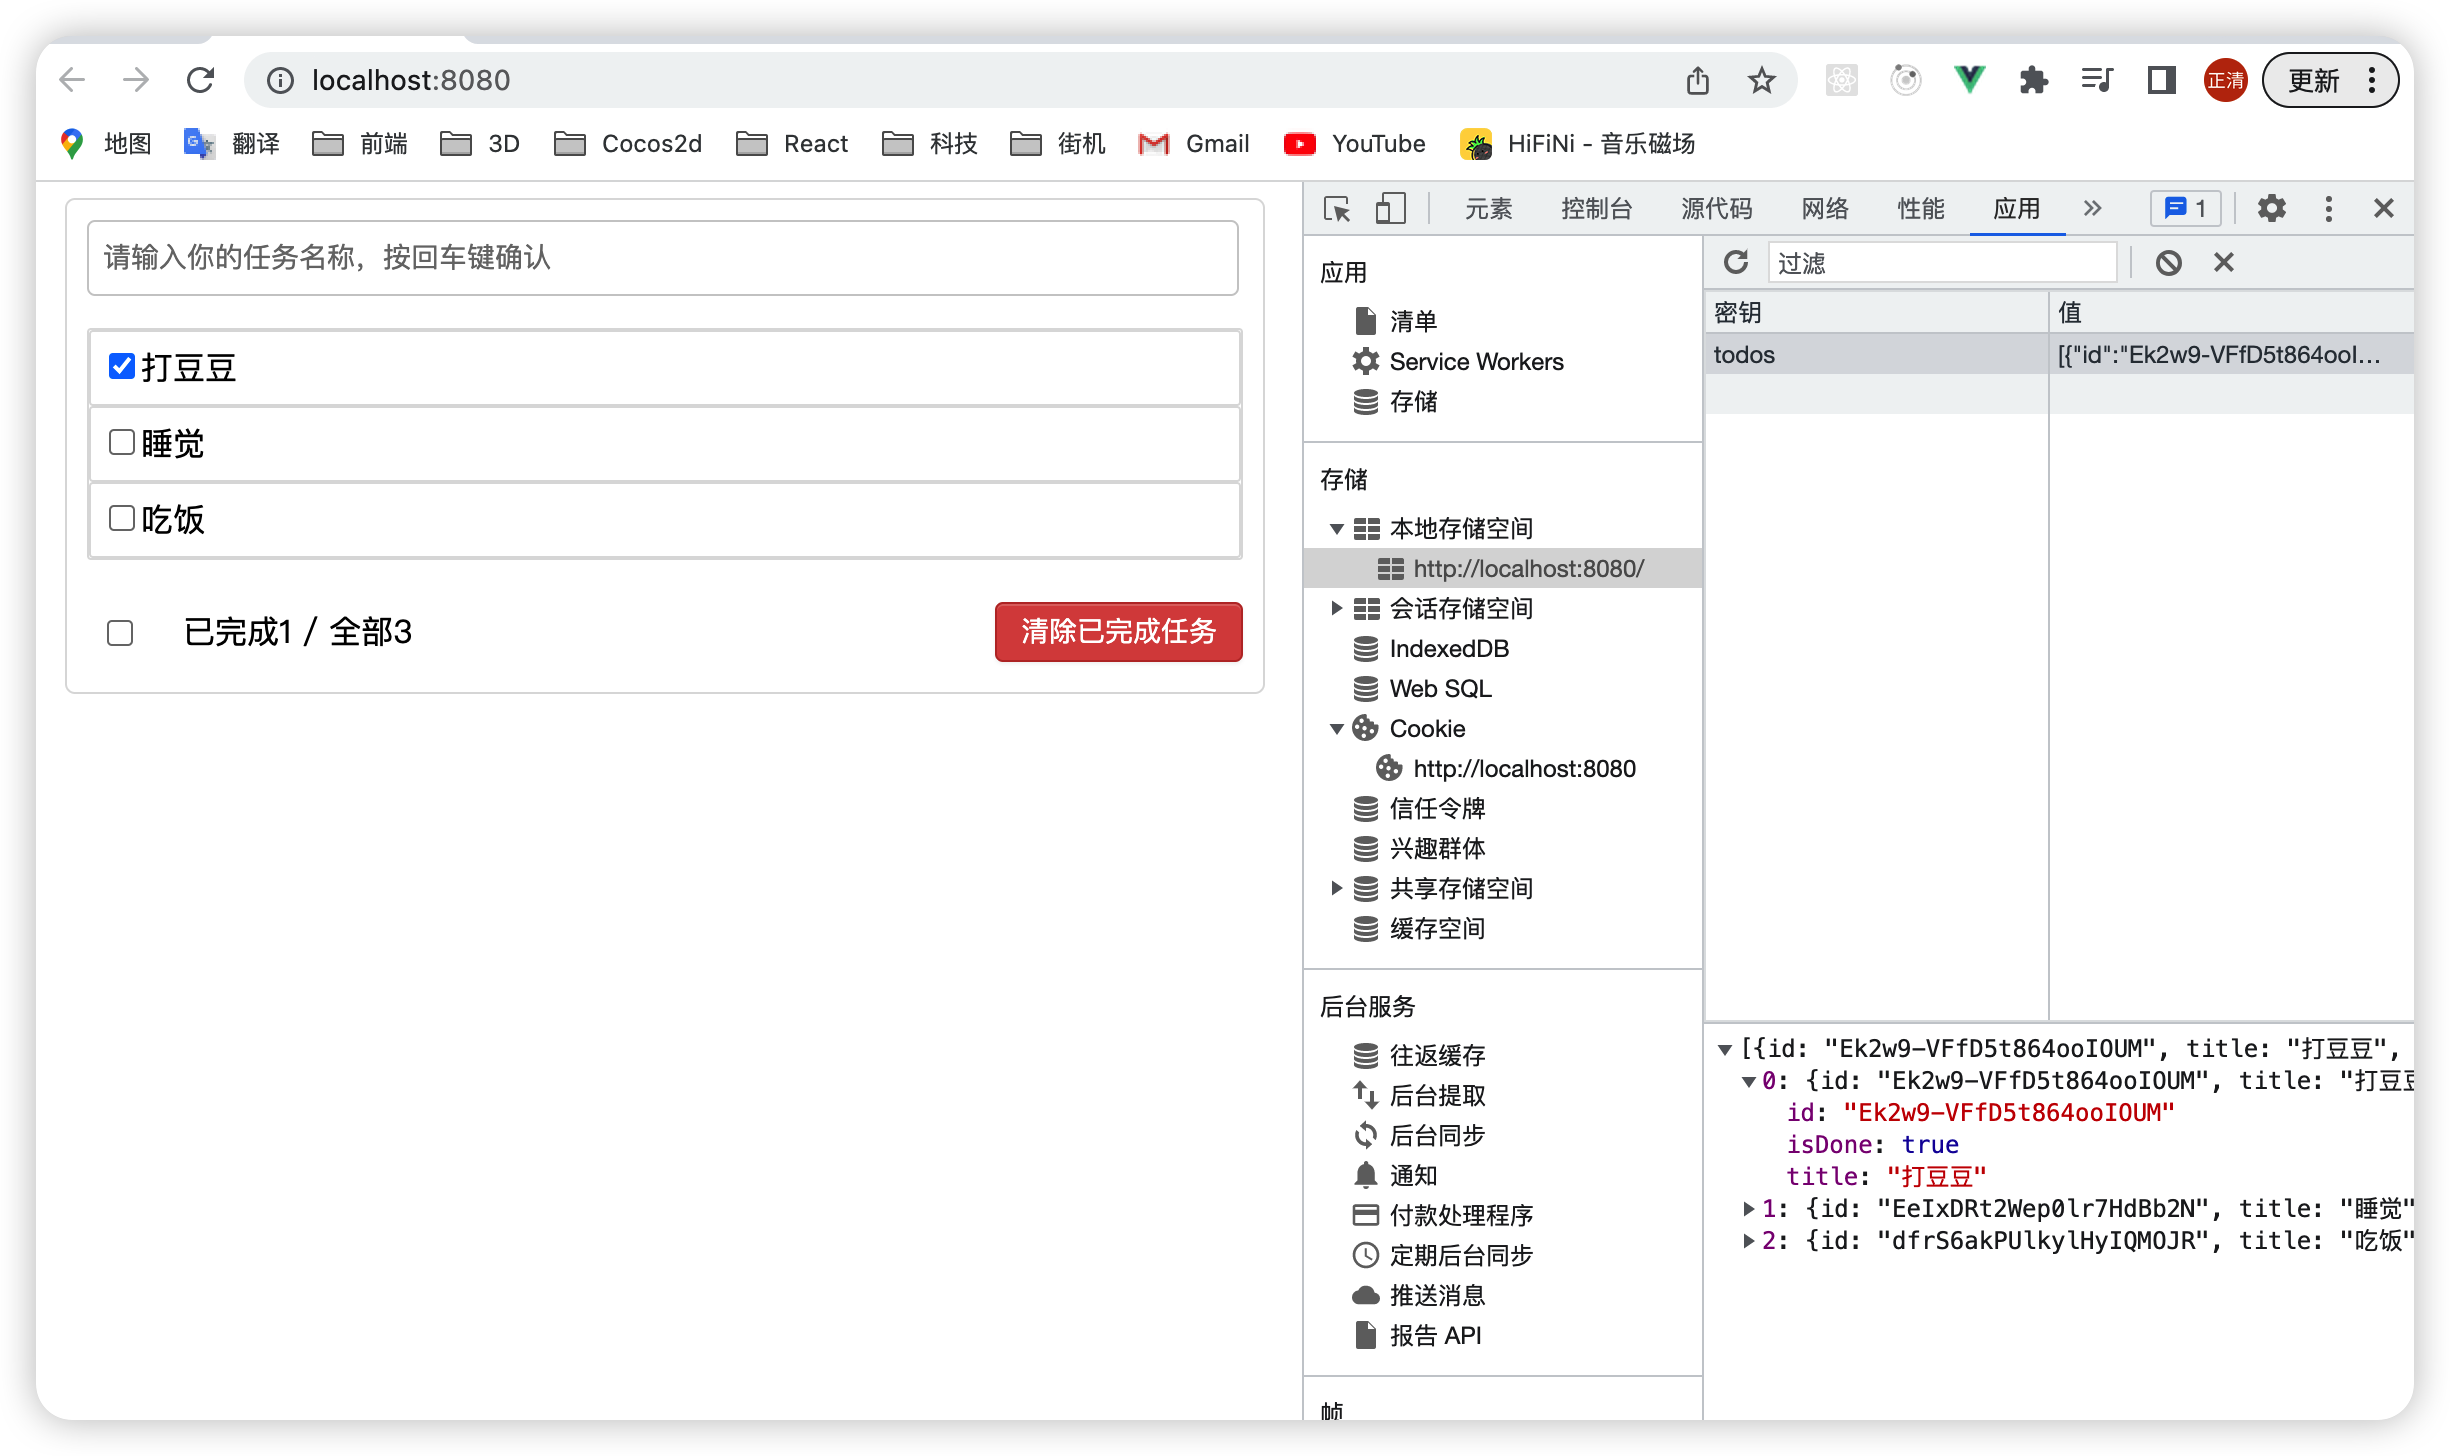 localhost:8080
正清
更新
地图 翻译 前端 3D Cocos2d React 科技 街机 Gmail YouTube HiFiNi - 音乐磁场
请输入你的任务名称，按回车键确认
打豆豆
睡觉
吃饭
已完成1 / 全部3
清除已完成任务
元素 控制台 源代码 网络 性能 应用 » 1
应用
清单
Service Workers
存储
存储
本地存储空间
http://localhost:8080/
会话存储空间
IndexedDB
Web SQL
Cookie
http://localhost:8080
信任令牌
兴趣群体
共享存储空间
缓存空间
后台服务
往返缓存
后台提取
后台同步
通知
付款处理程序
定期后台同步
推送消息
报告 API
帧
过滤
密钥 值
todos [{"id":"Ek2w9-VFfD5t864ooI…
[{id: "Ek2w9-VFfD5t864ooIOUM", title: "打豆豆",
0: {id: "Ek2w9-VFfD5t864ooIOUM", title: "打豆豆
id: "Ek2w9-VFfD5t864ooIOUM"
isDone: true
title: "打豆豆"
1: {id: "EeIxDRt2Wep0lr7HdBb2N", title: "睡觉"
2: {id: "dfrS6akPUlkylHyIQMOJR", title: "吃饭"